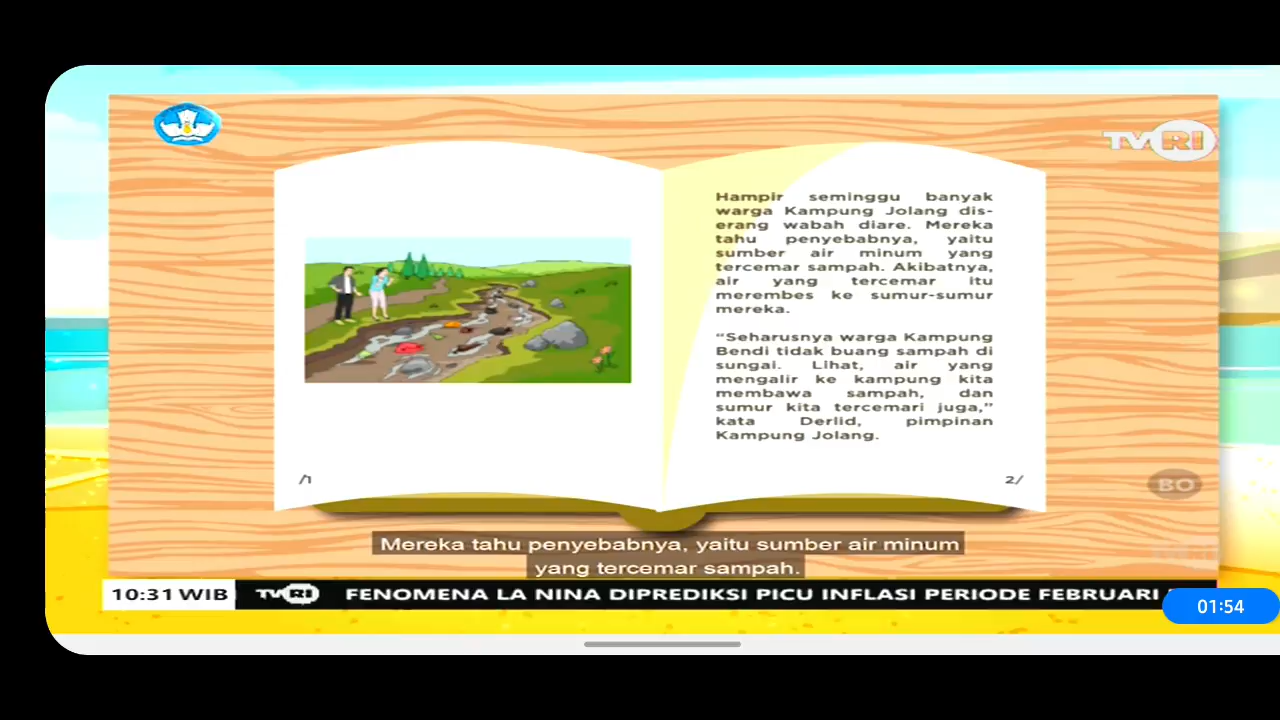 TVRI
Hampir seminggu banyak
warga Kampung Jolang dis-
erang wabah diare. Mereka
tahu penyebabnya, yaitu
sumber air minum yang
tercemar sampah. Akibatnya,
air yang tercemar itu
merembes ke sumur-sumur
mereka.
“Seharusnya warga Kampung
Bendi tidak buang sampah di
sungai. Lihat, air yang
mengalir ke kampung kita
membawa sampah, dan
sumur kita tercemari juga,”
kata Derlid, pimpinan
Kampung Jolang.
/1
2/
BO
Mereka tahu penyebabnya, yaitu sumber air minum
yang tercemar sampah.
10:31 WIB TVRI FENOMENA LA NINA DIPREDIKSI PICU INFLASI PERIODE FEBRUARI
01:54